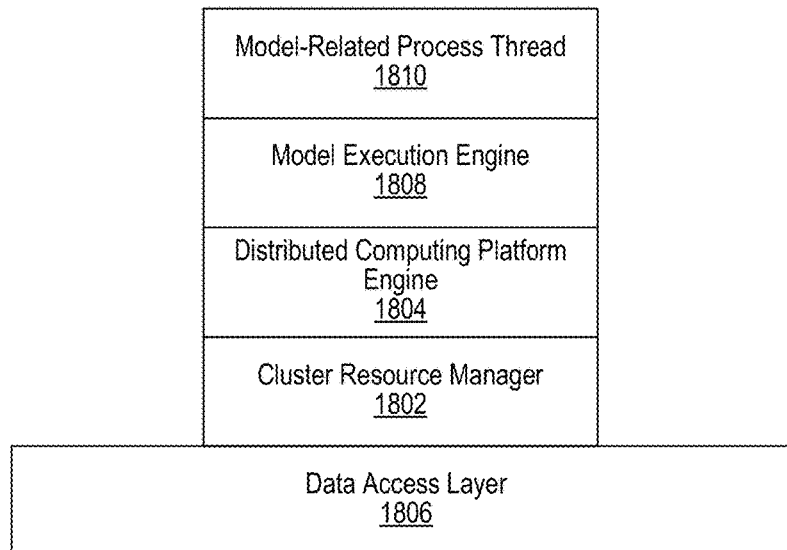 Model-Related Process Thread
1810
Model Execution Engine
1808
Distributed Computing Platform
Engine
1804
Cluster Resource Manager
1802
Data Access Layer
1806